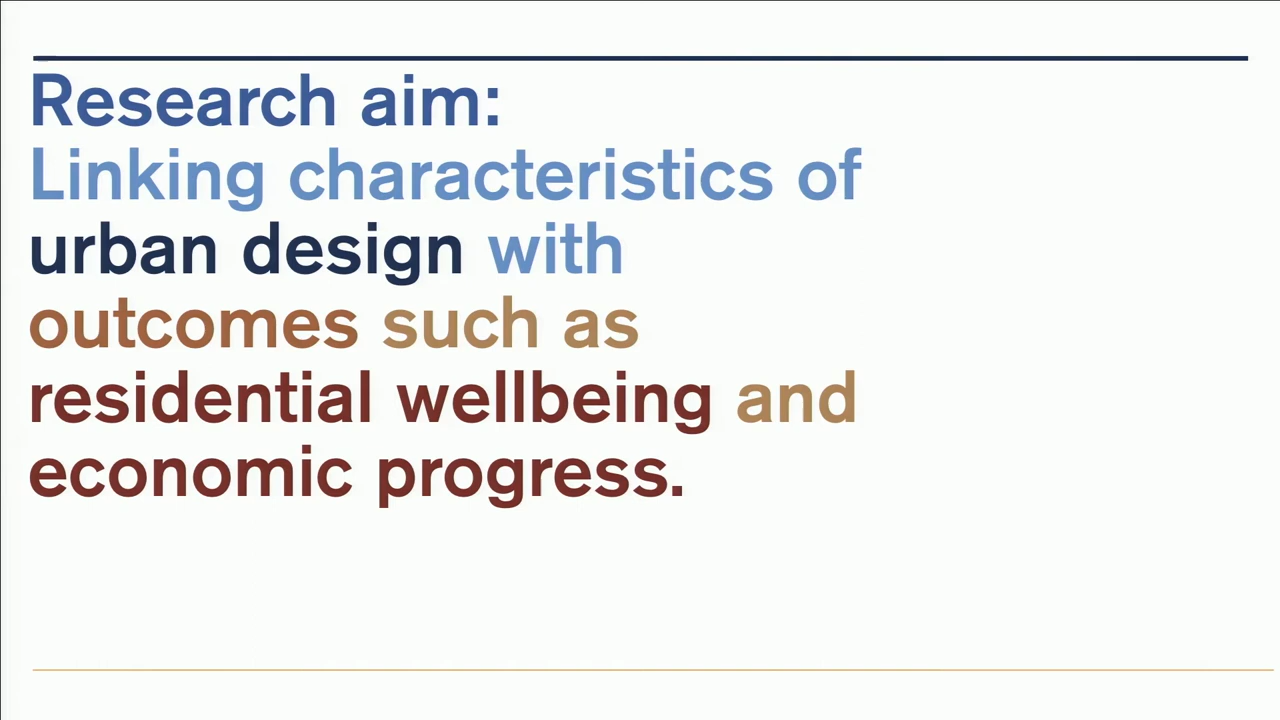 Research aim:
Linking characteristics of
urban design with
outcomes such as
residential wellbeing and
economic progress.